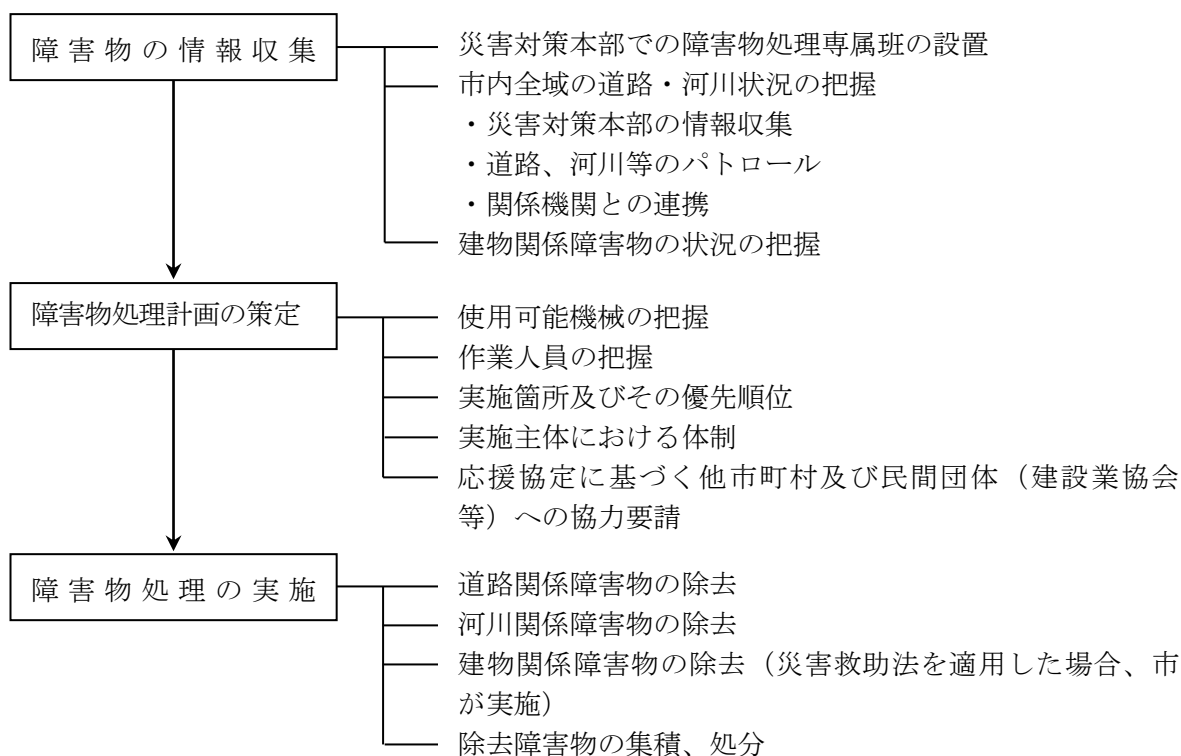 障害物の情報収集
災害対策本部での障害物処理専属班の設置
市内全域の道路・河川状況の把握
・災害対策本部の情報収集
・道路、河川等のパトロール
・関係機関との連携
建物関係障害物の状況の把握
障害物処理計画の策定
使用可能機械の把握
作業人員の把握
実施箇所及びその優先順位
実施主体における体制
応援協定に基づく他市町村及び民間団体（建設業協会
等）への協力要請
障害物処理の実施
道路関係障害物の除去
河川関係障害物の除去
建物関係障害物の除去（災害救助法を適用した場合、市
が実施）
除去障害物の集積、処分